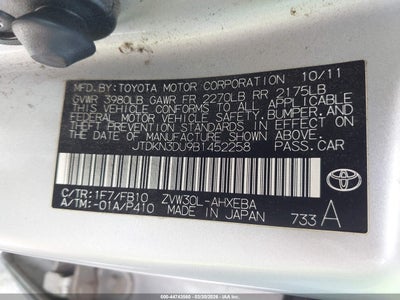 MFD.BY: TOYOTA MOTOR CORPORATION 10/11
GVWR 3980LB GAWR FR 2270LB RR 2175LB
THIS VEHICLE CONFORMS TO ALL APPLICABLE
FEDERAL MOTOR VEHICLE SAFETY, BUMPER, AND
THEFT PREVENTION STANDARDS IN EFFECT ON
THE DATE OF MANUFACTURE SHOWN ABOVE.
JTDKN3DU9B1452258 PASS.CAR
C/TR: 1F7/FB10 ZVW30L-AHXEBA
A/TM: -01A/P410 MADE IN JAPAN
733 A
TOYOTA